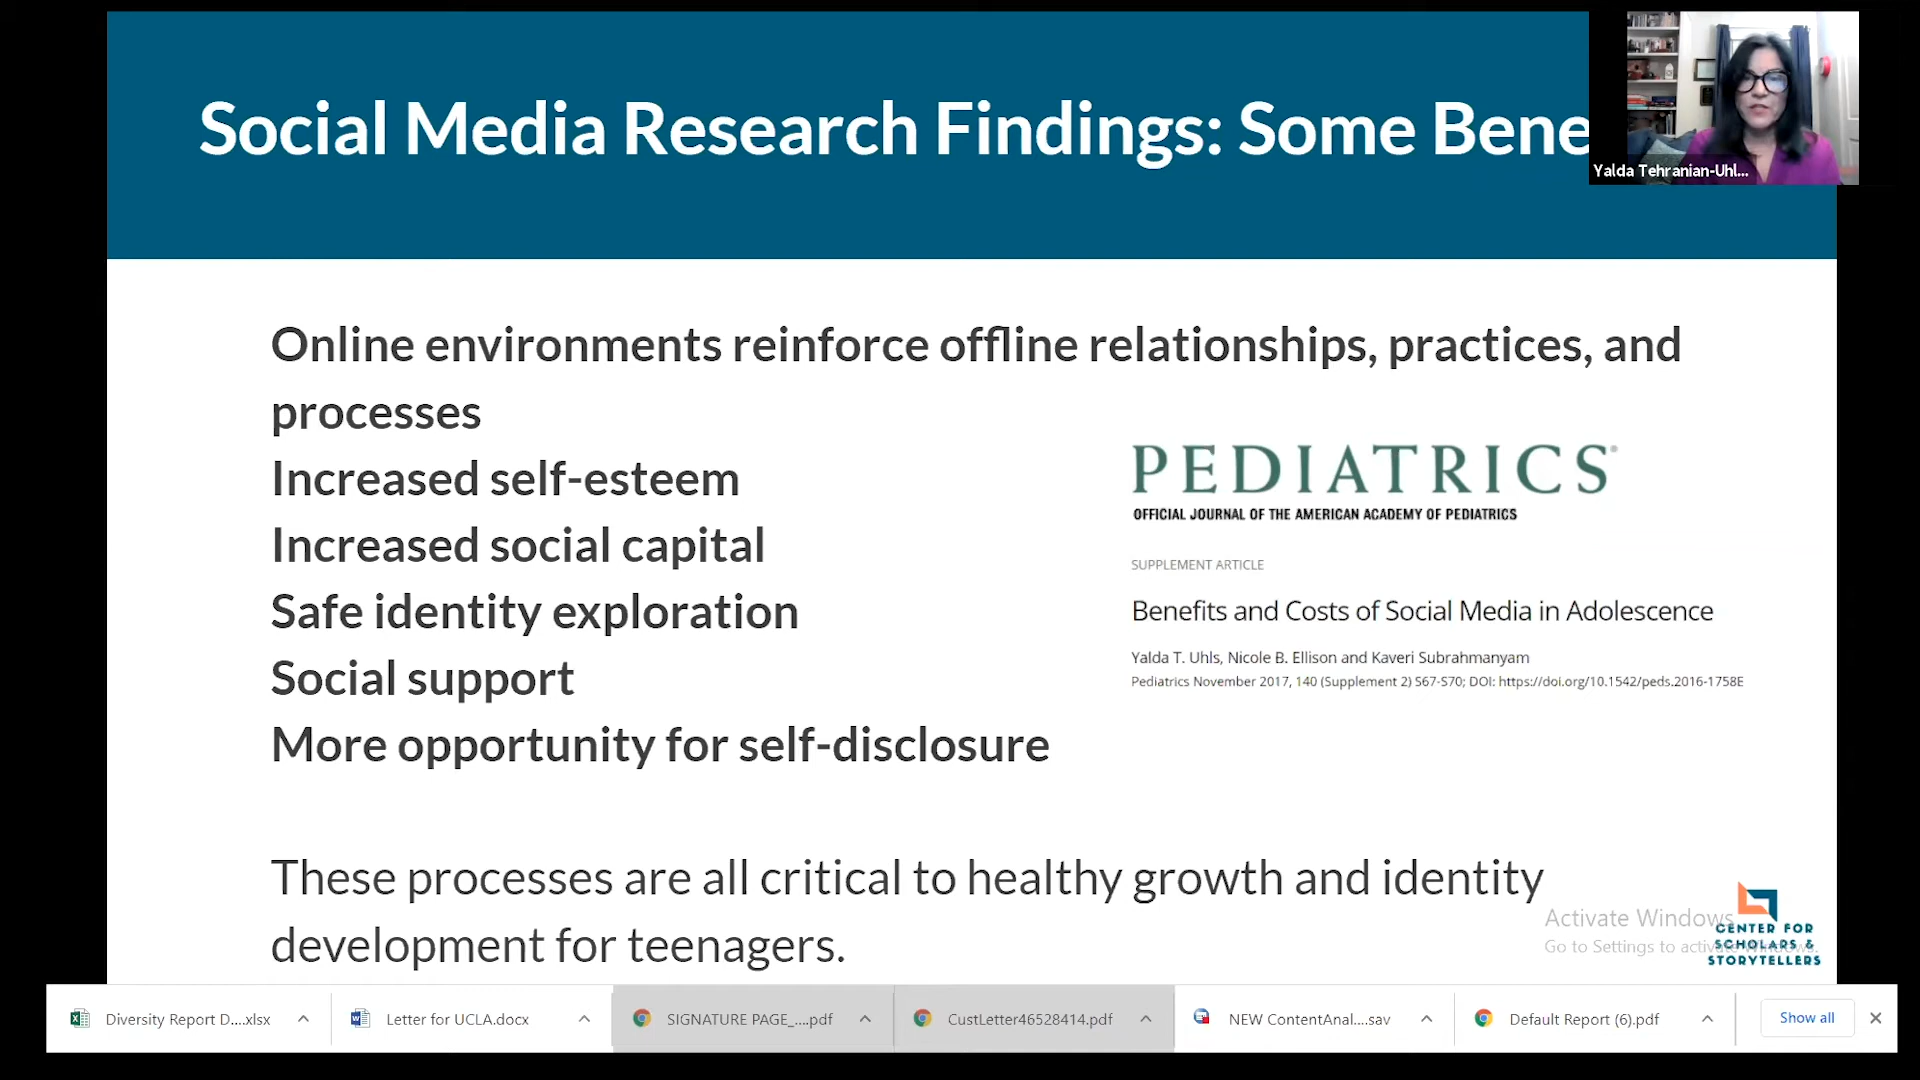 Social Media Research Findings: Some Bene
Yalda Tehranian-Uhl...
Online environments reinforce offline relationships, practices, and
processes
Increased self-esteem
Increased social capital
Safe identity exploration
Social support
More opportunity for self-disclosure
PEDIATRICS®
OFFICIAL JOURNAL OF THE AMERICAN ACADEMY OF PEDIATRICS
SUPPLEMENT ARTICLE
Benefits and Costs of Social Media in Adolescence
Yalda T. Uhls, Nicole B. Ellison and Kaveri Subrahmanyam
Pediatrics November 2017, 140 (Supplement 2) S67-S70; DOI: https://doi.org/10.1542/peds.2016-1758E
These processes are all critical to healthy growth and identity
development for teenagers.
Activate Windows
Go to Settings to activate Windows.
CENTER FOR
SCHOLARS &
STORYTELLERS
Diversity Report D....xlsx
Letter for UCLA.docx
SIGNATURE PAGE_....pdf
CustLetter46528414.pdf
NEW ContentAnal....sav
Default Report (6).pdf
Show all